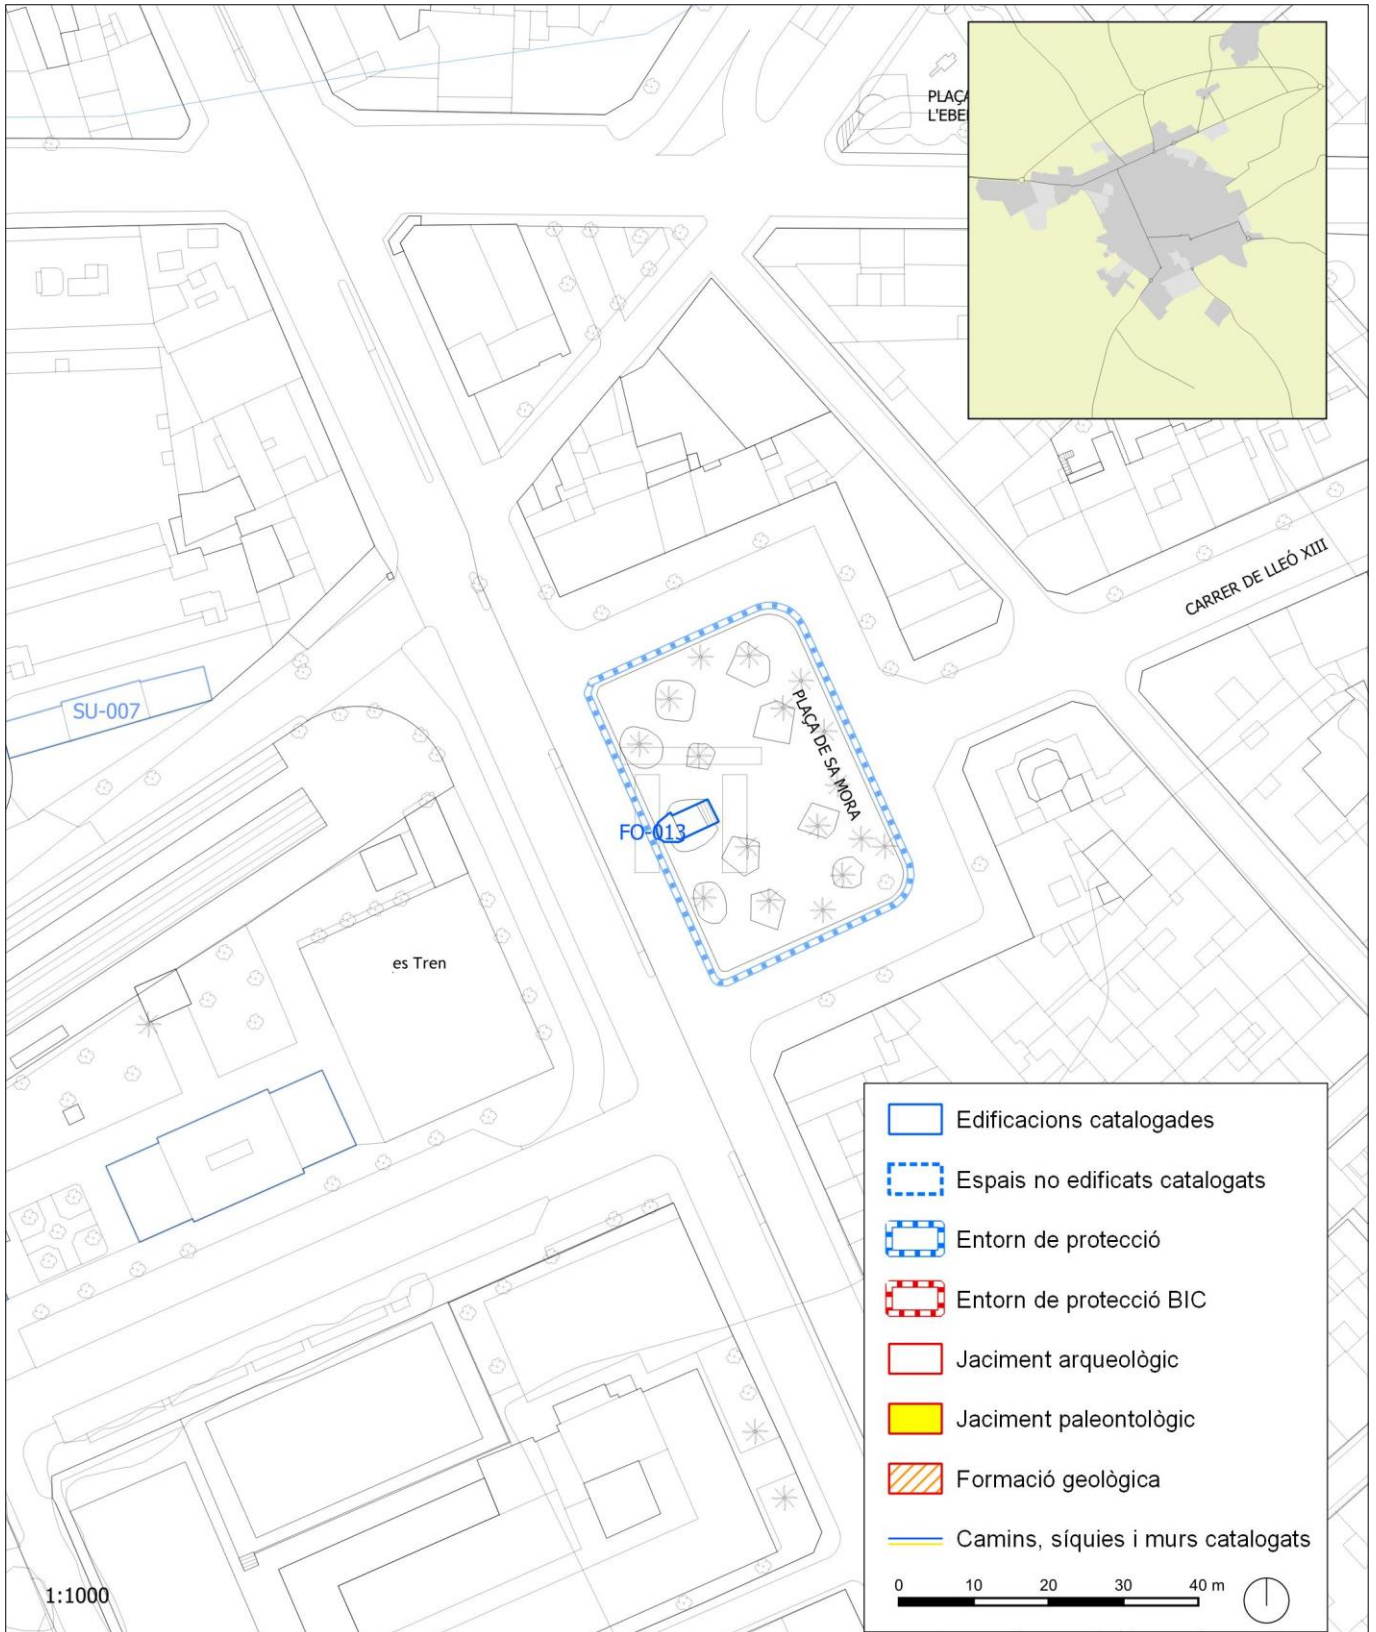 PLAÇA
L'EBE
CARRER DE LLEÓ XIII
SU-007
PLAÇA DE SA MORA
FO-013
es Tren
Edificacions catalogades
Espais no edificats catalogats
Entorn de protecció
Entorn de protecció BIC
Jaciment arqueològic
Jaciment paleontològic
Formació geològica
Camins, síquies i murs catalogats
0 10 20 30 40 m
1:1000